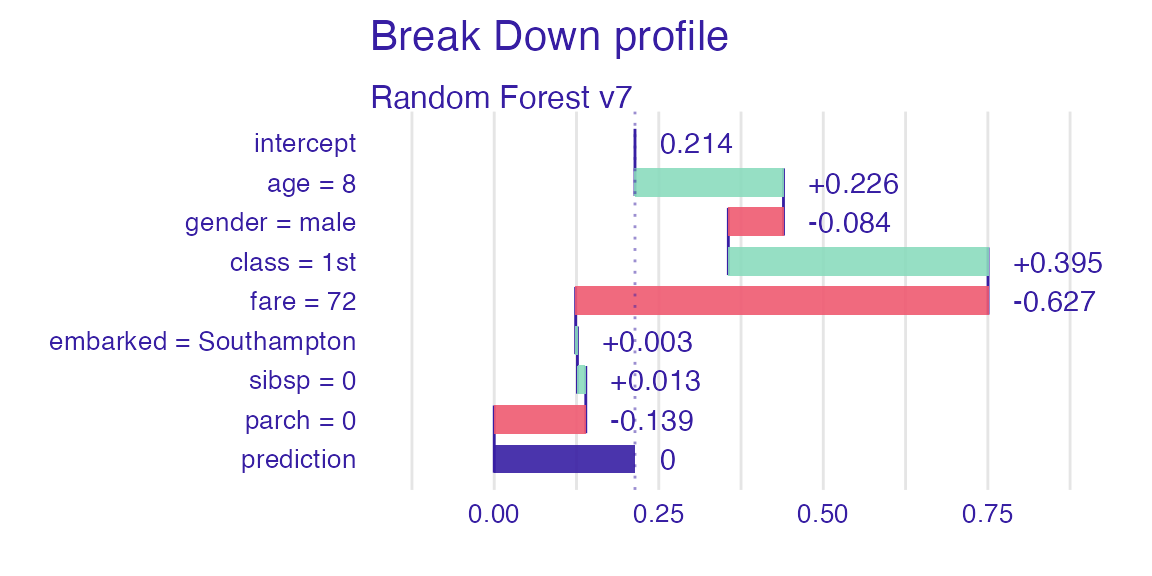 Break Down profile
Random Forest v7
intercept 0.214
age = 8 +0.226
gender = male -0.084
class = 1st +0.395
fare = 72 -0.627
embarked = Southampton +0.003
sibsp = 0 +0.013
parch = 0 -0.139
prediction 0
0.00 0.25 0.50 0.75